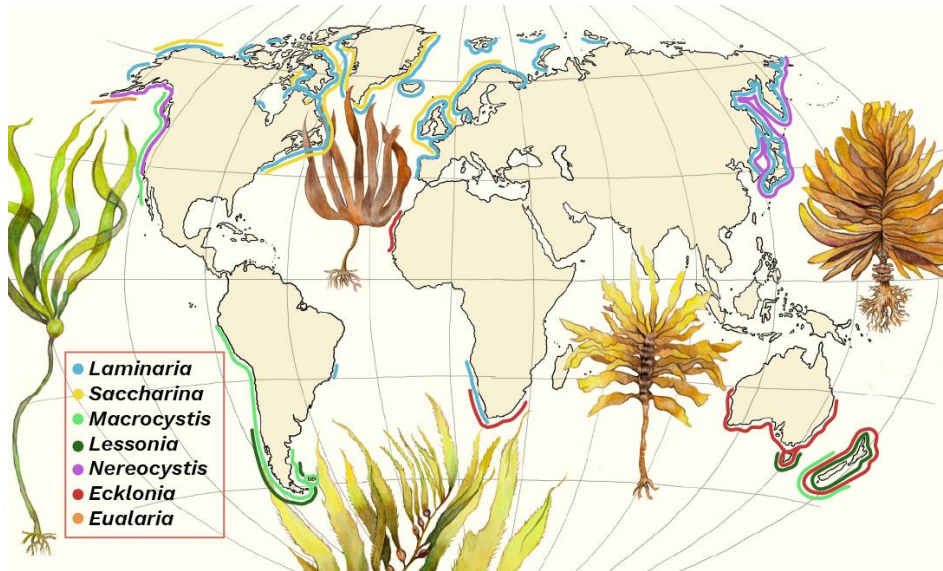 Laminaria
Saccharina
Macrocystis
Lessonia
Nereocystis
Ecklonia
Eualaria